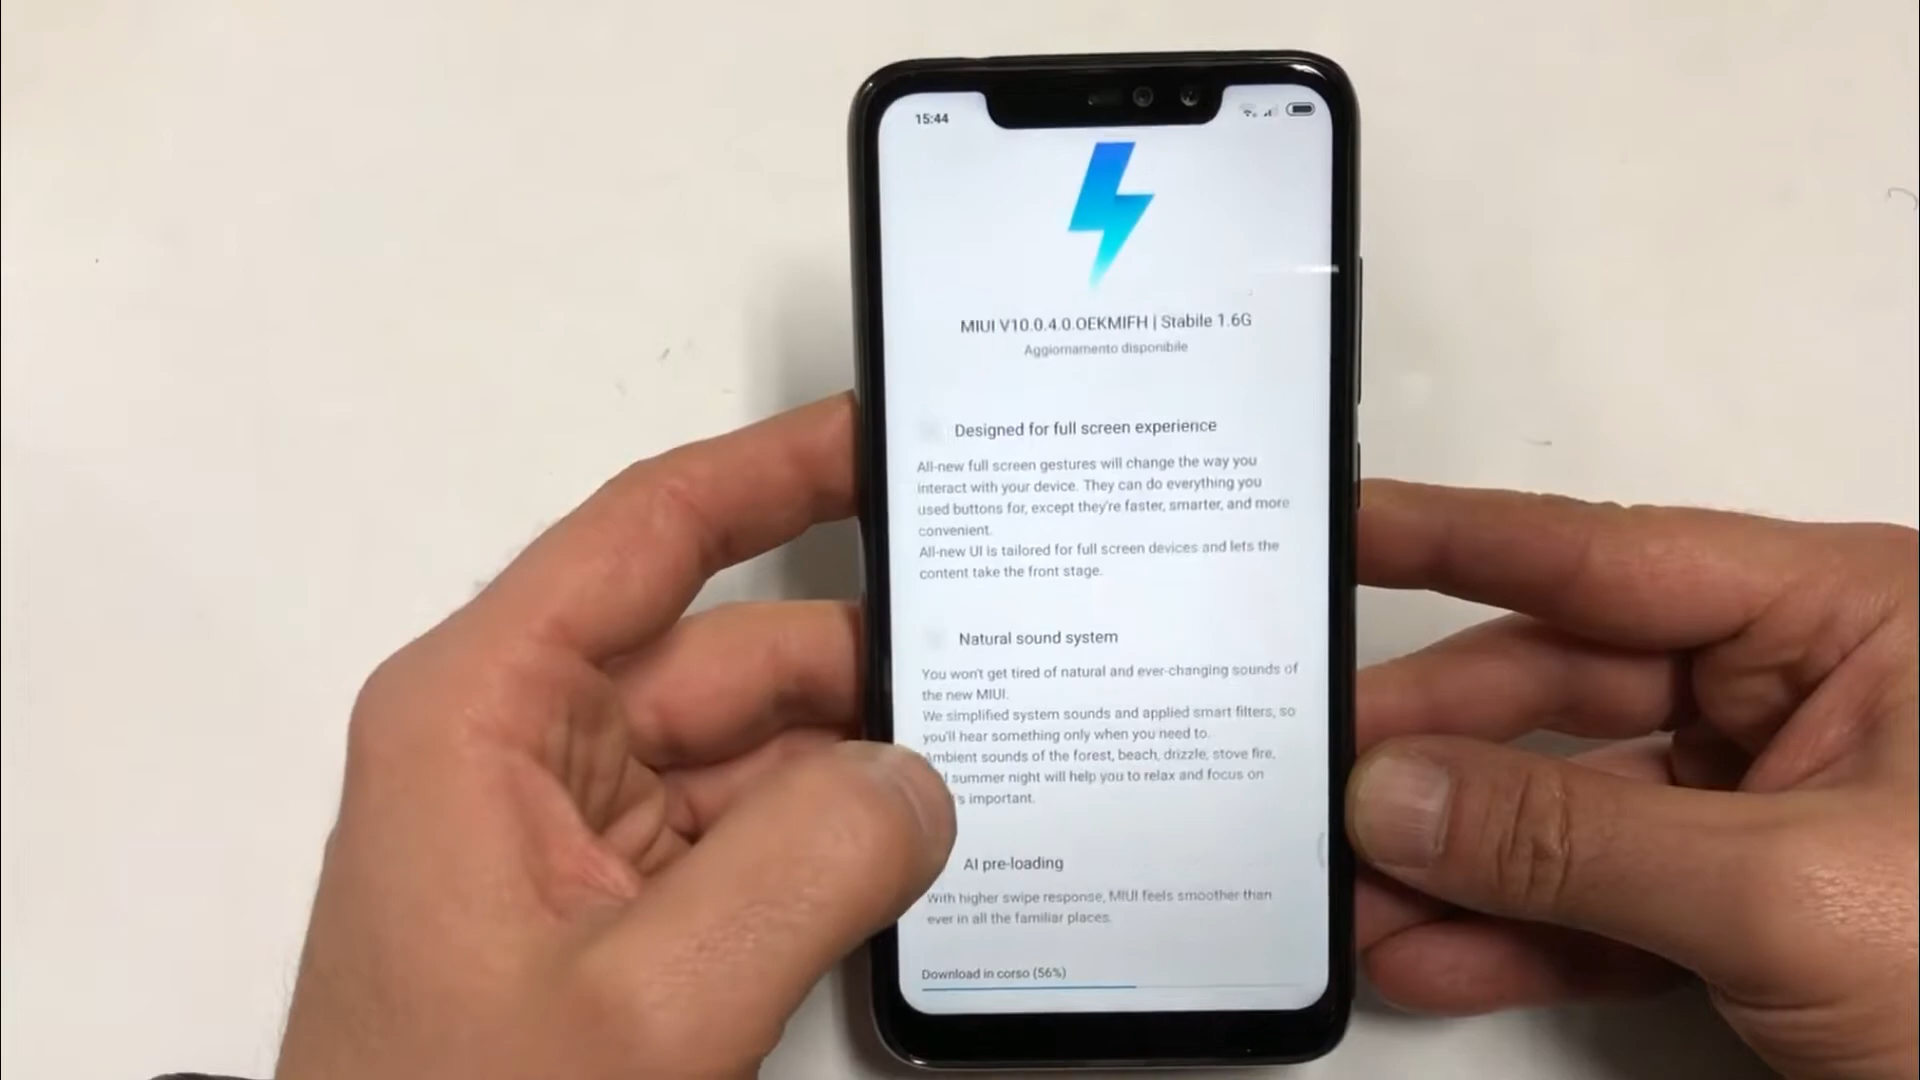 15:44
MIUI V10.0.4.0.OEKMIFH | Stabile 1.6G
Aggiornamento disponibile
Designed for full screen experience
All-new full screen gestures will change the way you
interact with your device. They can do everything you
used buttons for, except they're faster, smarter, and more
convenient.
All-new UI is tailored for full screen devices and lets the
content take the front stage.
Natural sound system
You won't get tired of natural and ever-changing sounds of
the new MIUI.
We simplified system sounds and applied smart filters, so
you'll hear something only when you need to.
Ambient sounds of the forest, beach, drizzle, stove fire,
summer night will help you to relax and focus on
important.
AI pre-loading
With higher swipe response, MIUI feels smoother than
ever in all the familiar places.
Download in corso (56%)